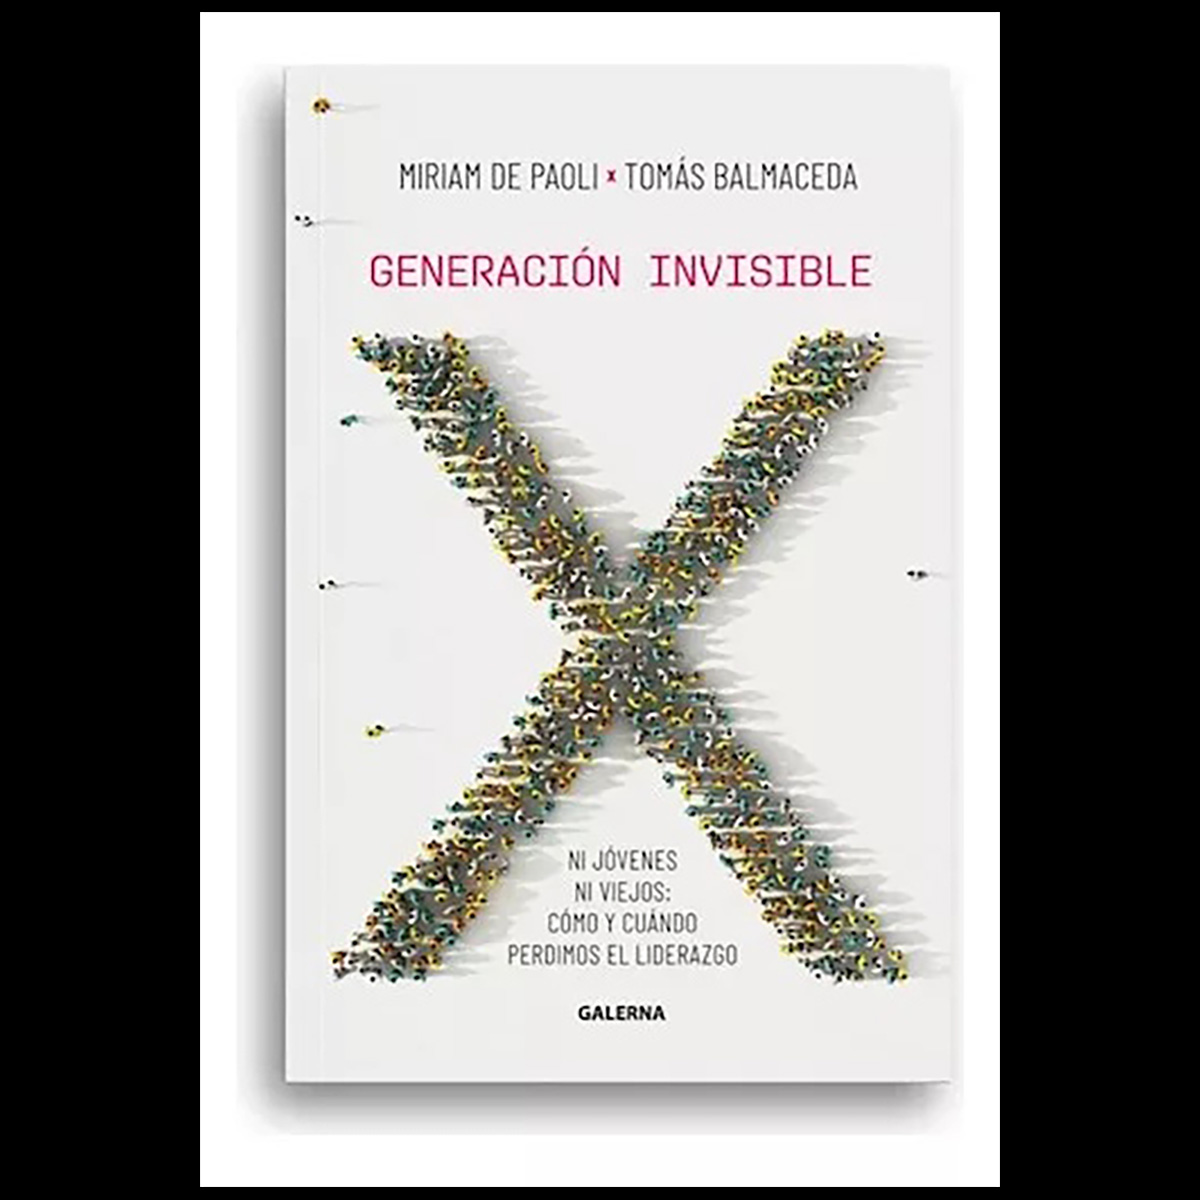 MIRIAM DE PAOLI x TOMÁS BALMACEDA
GENERACIÓN INVISIBLE
X
NI JÓVENES
NI VIEJOS:
CÓMO Y CUÁNDO
PERDIMOS EL LIDERAZGO
GALERNA